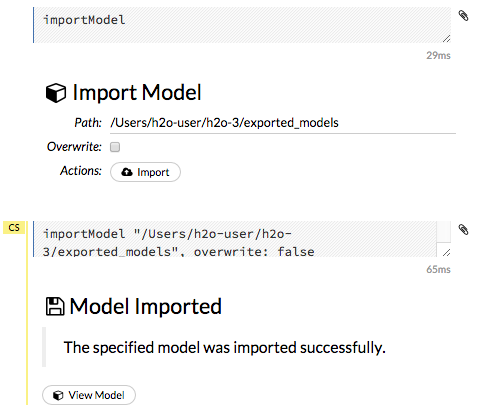 importModel
29ms
Import Model
Path: /Users/h2o-user/h2o-3/exported_models
Overwrite:
Actions: Import
CS
importModel "/Users/h2o-user/h2o-
3/exported_models", overwrite: false
65ms
Model Imported
The specified model was imported successfully.
View Model